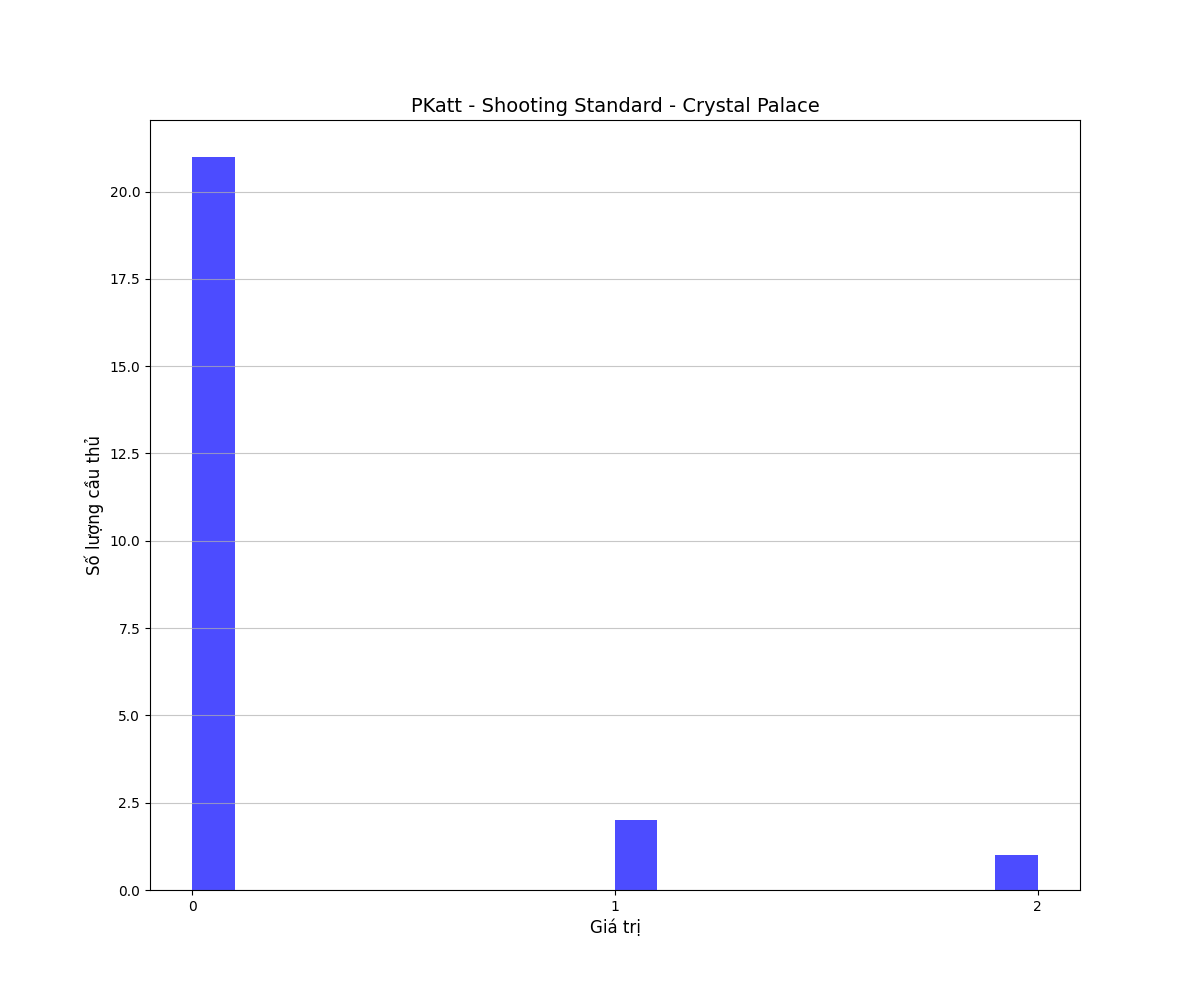 PKatt - Shooting Standard - Crystal Palace
Số lượng cầu thủ
20.0
17.5
15.0
12.5
10.0
7.5
5.0
2.5
0.0
0 1 2
Giá trị